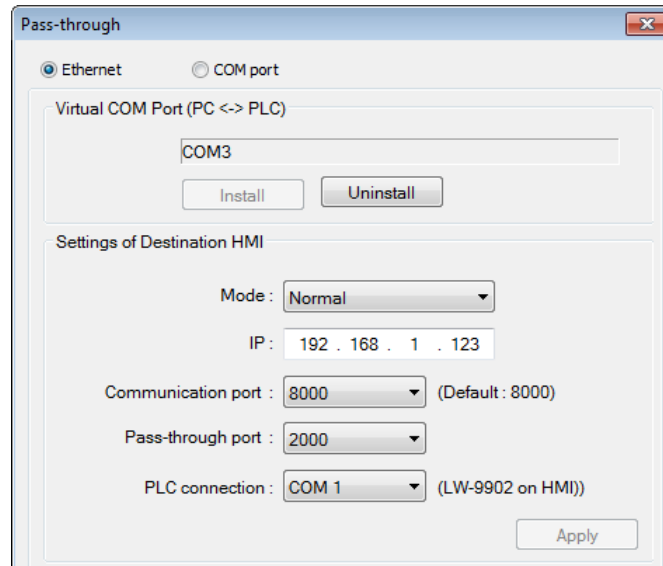 Pass-through
Ethernet COM port
Virtual COM Port (PC <-> PLC)
COM3
Install Uninstall
Settings of Destination HMI
Mode : Normal
IP : 192 . 168 . 1 . 123
Communication port : 8000 (Default : 8000)
Pass-through port : 2000
PLC connection : COM 1 (LW-9902 on HMI))
Apply